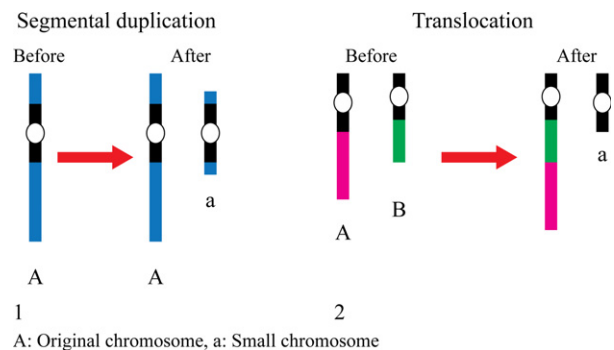 Segmental duplication
Translocation
Before
After
Before
After
a
a
A
B
A
A
1
2
A: Original chromosome, a: Small chromosome